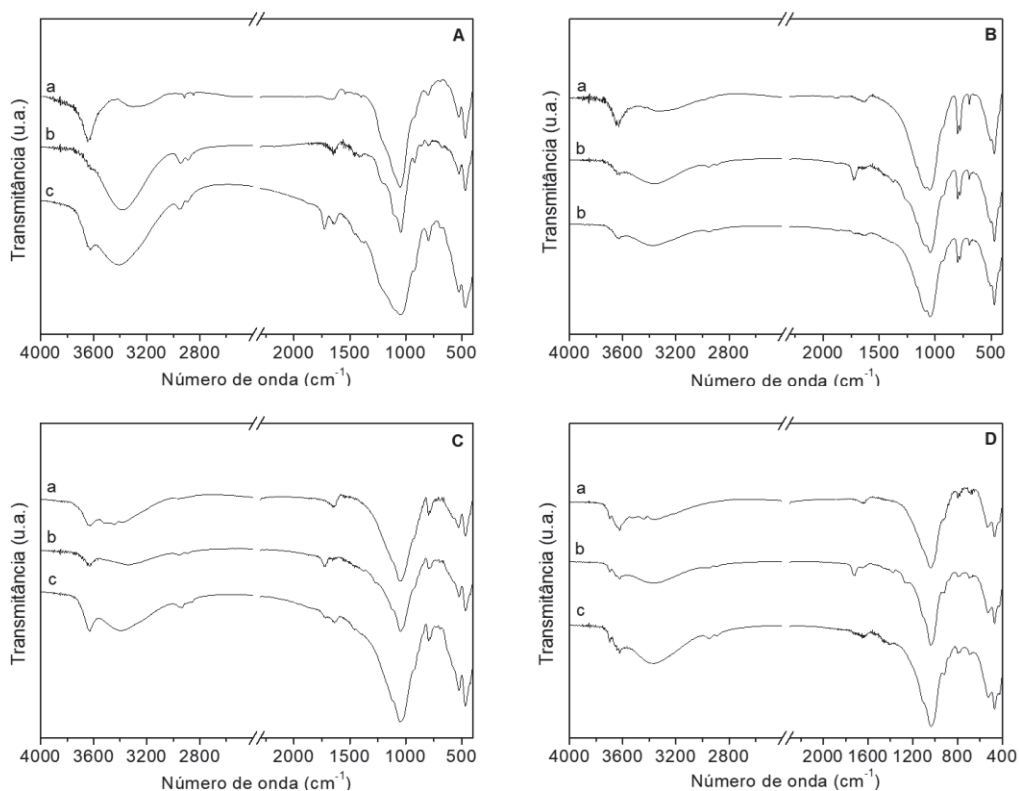 A
a
b
c
Transmitância (u.a.)
4000 3600 3200 2800 2000 1500 1000 500
Número de onda (cm-1)
B
a
b
b
Transmitância (u.a.)
4000 3600 3200 2800 2000 1500 1000 500
Número de onda (cm-1)
C
a
b
c
Transmitância (u.a.)
4000 3600 3200 2800 2000 1500 1000 500
Número de onda (cm-1)
D
a
b
c
Transmitância (u.a.)
4000 3600 3200 2800 2000 1600 1200 800 400
Número de onda (cm-1)